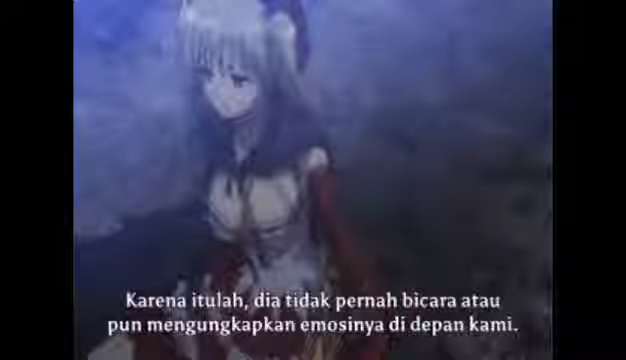 Karena itulah, dia tidak pernah bicara atau
pun mengungkapkan emosinya di depan kami.